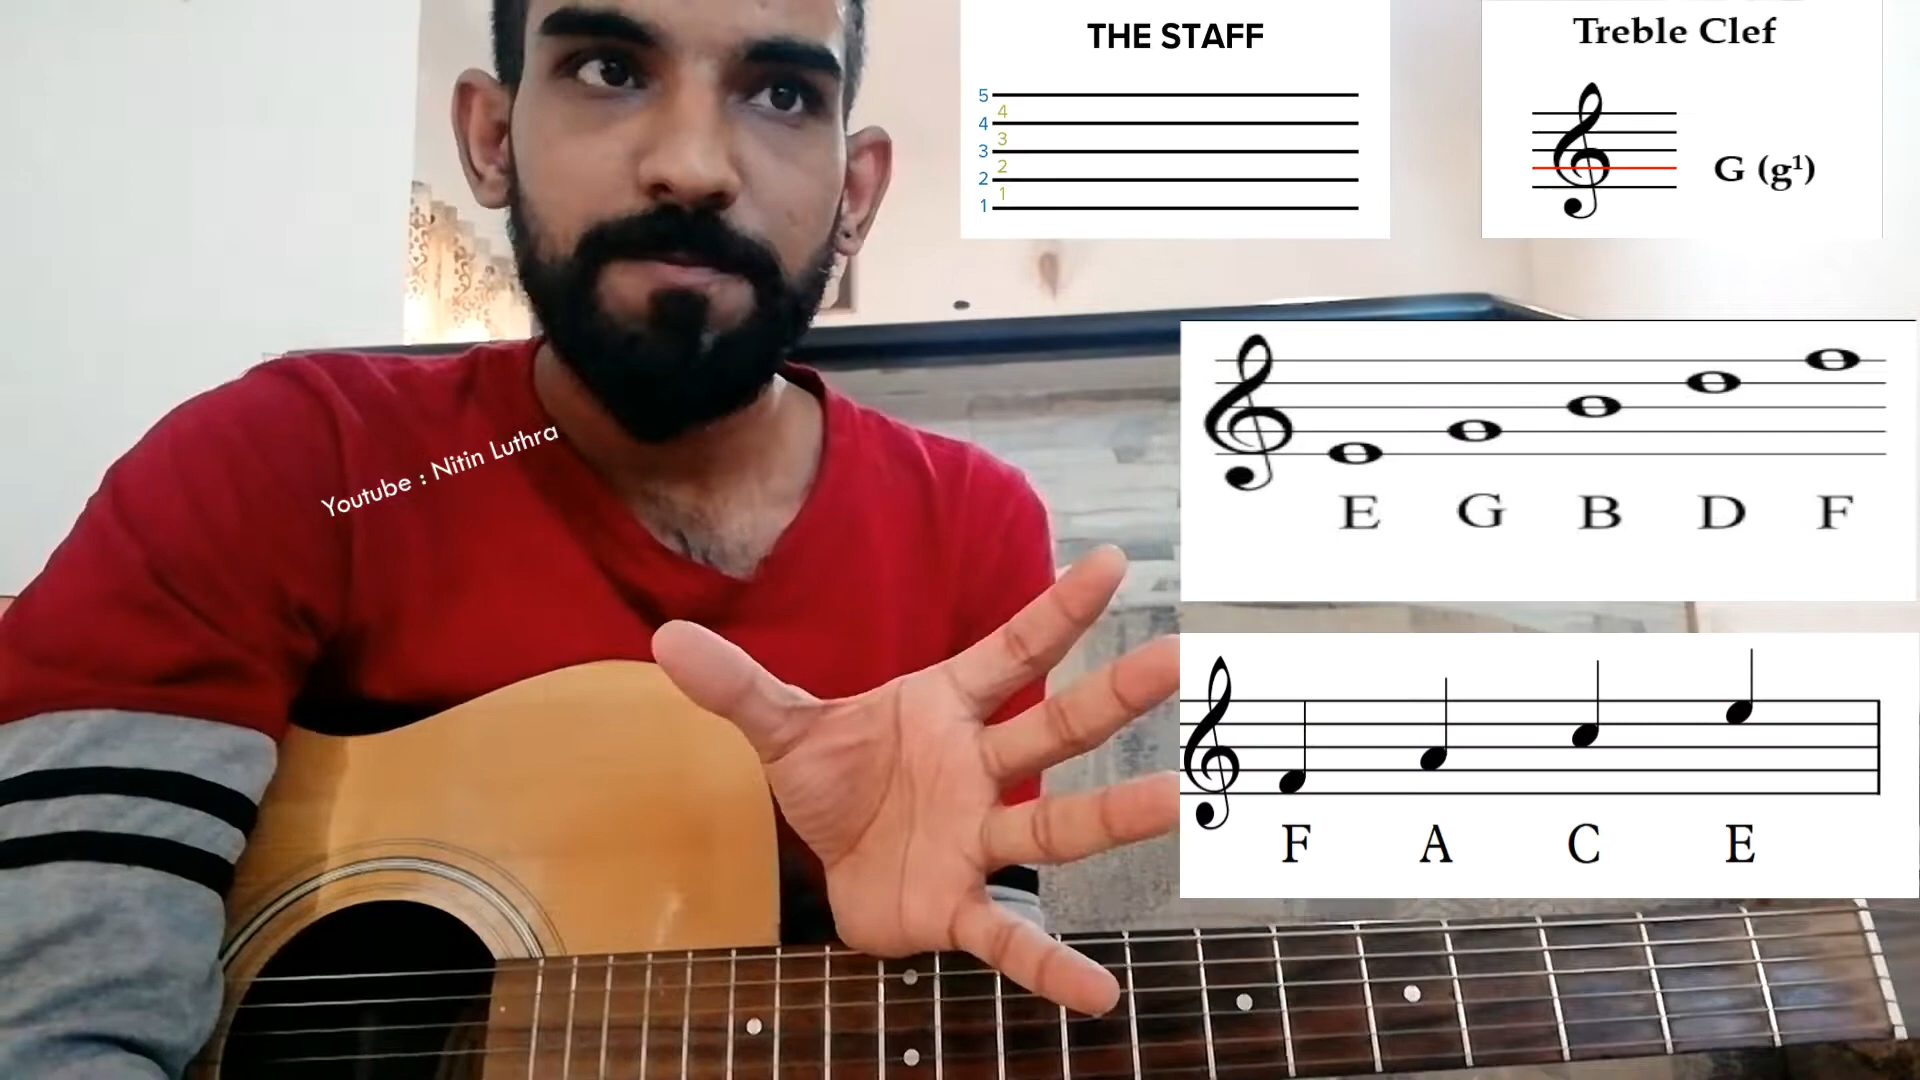 THE STAFF
5
4
4
3
3
2
2
1
1
Treble Clef
G (g¹)
Youtube : Nitin Luthra
E G B D F
F A C E